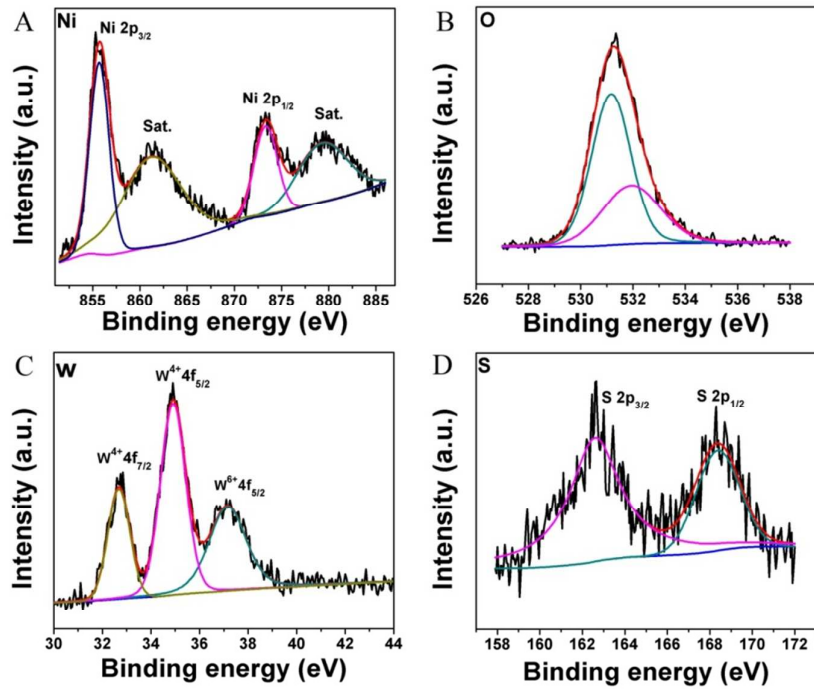 A Ni
Ni 2p3/2
Sat.
Ni 2p1/2
Sat.
Intensity (a.u.)
855 860 865 870 875 880 885
Binding energy (eV)
B O
Intensity (a.u.)
526 528 530 532 534 536 538
Binding energy (eV)
C W
W4+4f7/2
W4+4f5/2
W6+4f5/2
Intensity (a.u.)
30 32 34 36 38 40 42 44
Binding energy (eV)
D S
S 2p3/2
S 2p1/2
Intensity (a.u.)
158 160 162 164 166 168 170 172
Binding energy (eV)